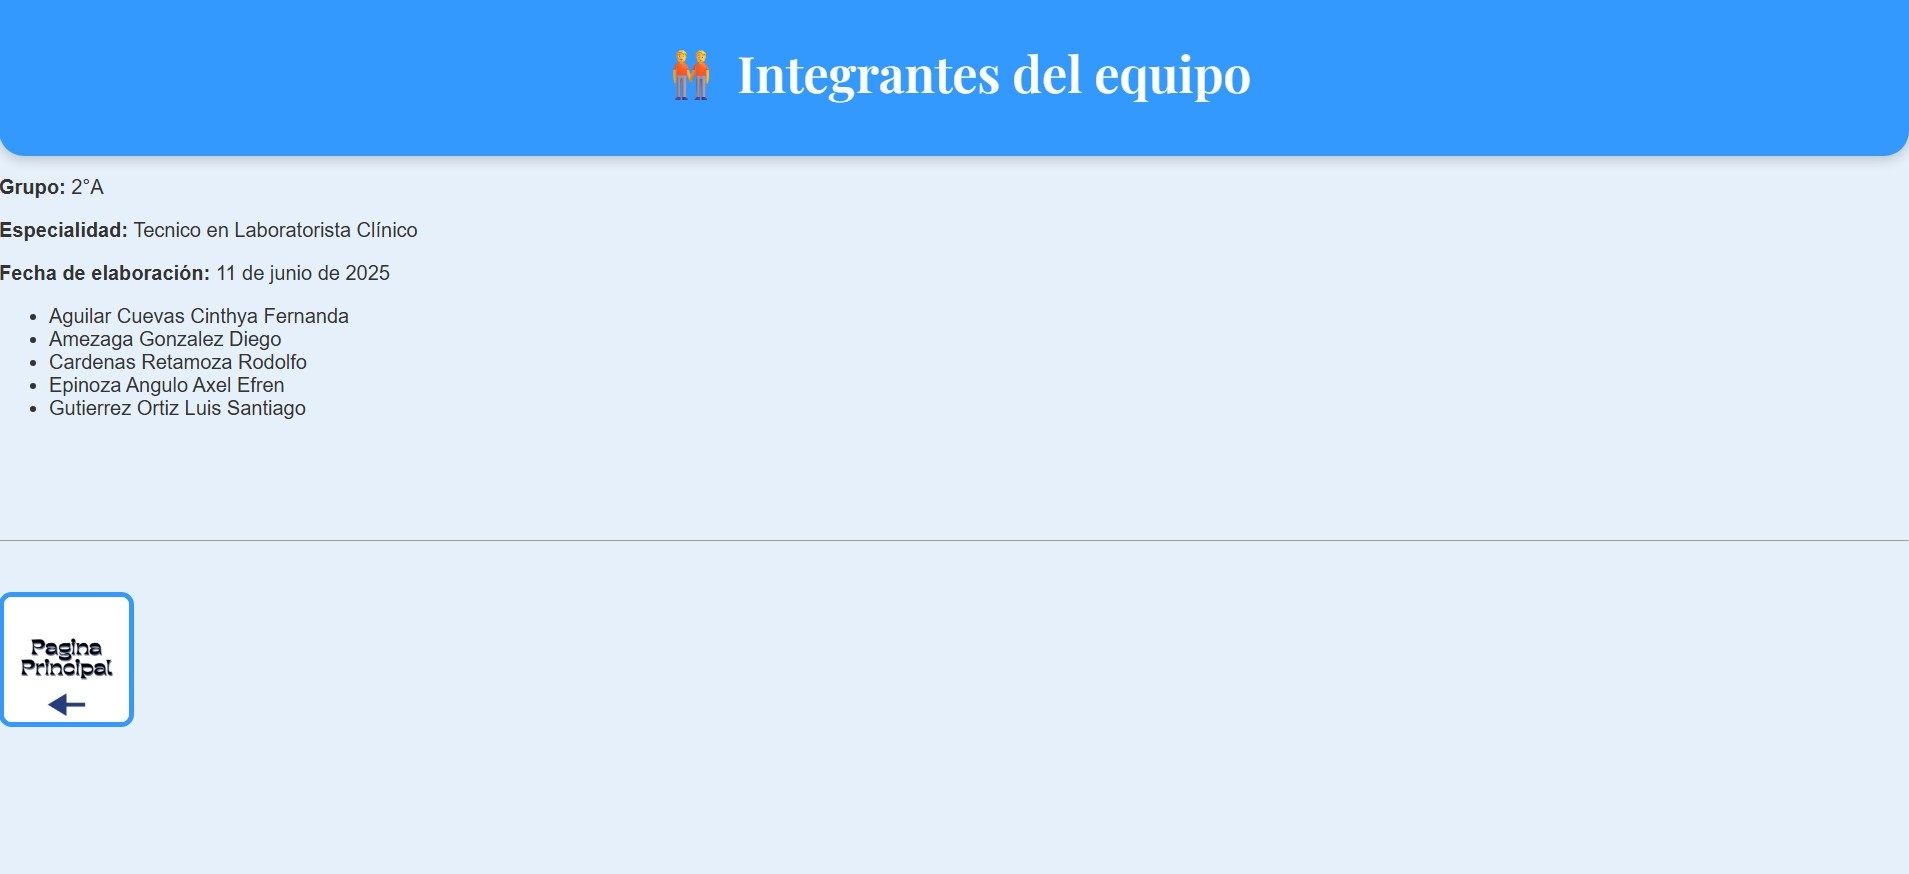 Integrantes del equipo
Grupo: 2°A
Especialidad: Tecnico en Laboratorista Clínico
Fecha de elaboración: 11 de junio de 2025
Aguilar Cuevas Cinthya Fernanda
Amezaga Gonzalez Diego
Cardenas Retamoza Rodolfo
Epinoza Angulo Axel Efren
Gutierrez Ortiz Luis Santiago
Pagina
Principal